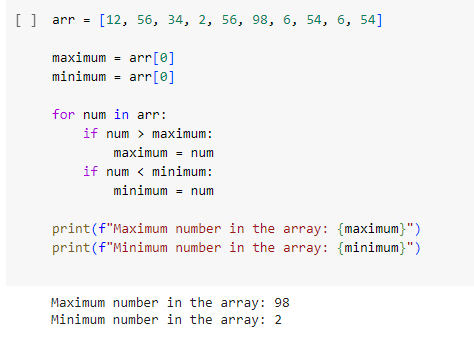 [ ] arr = [12, 56, 34, 2, 56, 98, 6, 54, 6, 54]
maximum = arr[0]
minimum = arr[0]
for num in arr:
    if num > maximum:
        maximum = num
    if num < minimum:
        minimum = num
print(f"Maximum number in the array: {maximum}")
print(f"Minimum number in the array: {minimum}")
Maximum number in the array: 98
Minimum number in the array: 2